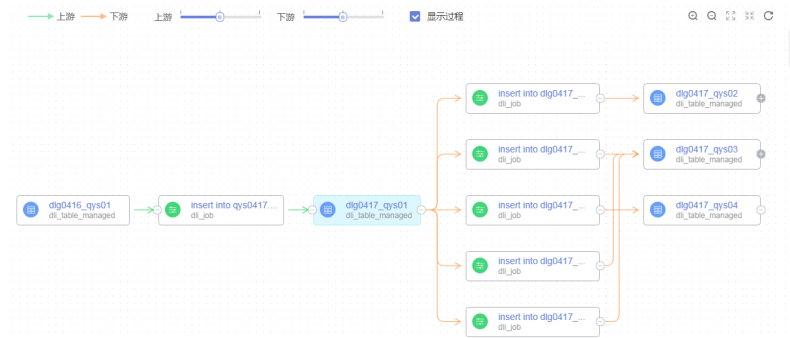 上游 下游 上游 下游 显示过程
insert into dlg0417_...
dli_job
dlg0417_qys02
dli_table_managed
insert into dlg0417_...
dli_job
dlg0417_qys03
dli_table_managed
dlg0416_qys01
dli_table_managed
insert into qys0417....
dli_job
dlg0417_qys01
dli_table_managed
insert into dlg0417_...
dli_job
dlg0417_qys04
dli_table_managed
insert into dlg0417_...
dli_job
insert into dlg0417_...
dli_job